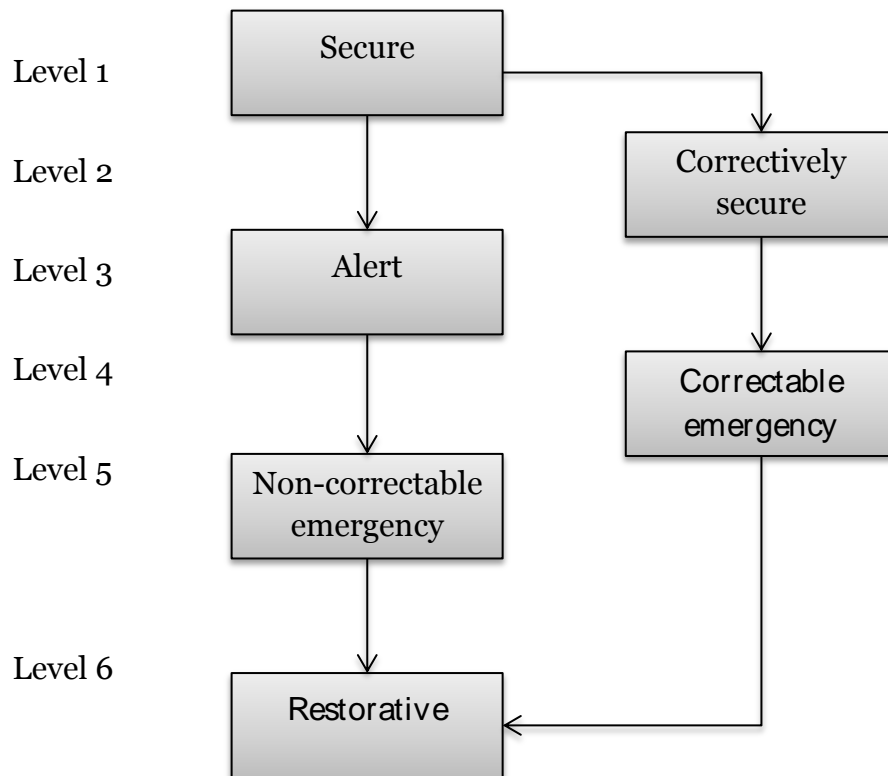 Level 1
Secure
Level 2
Correctively
secure
Level 3
Alert
Level 4
Correctable
emergency
Level 5
Non-correctable
emergency
Level 6
Restorative